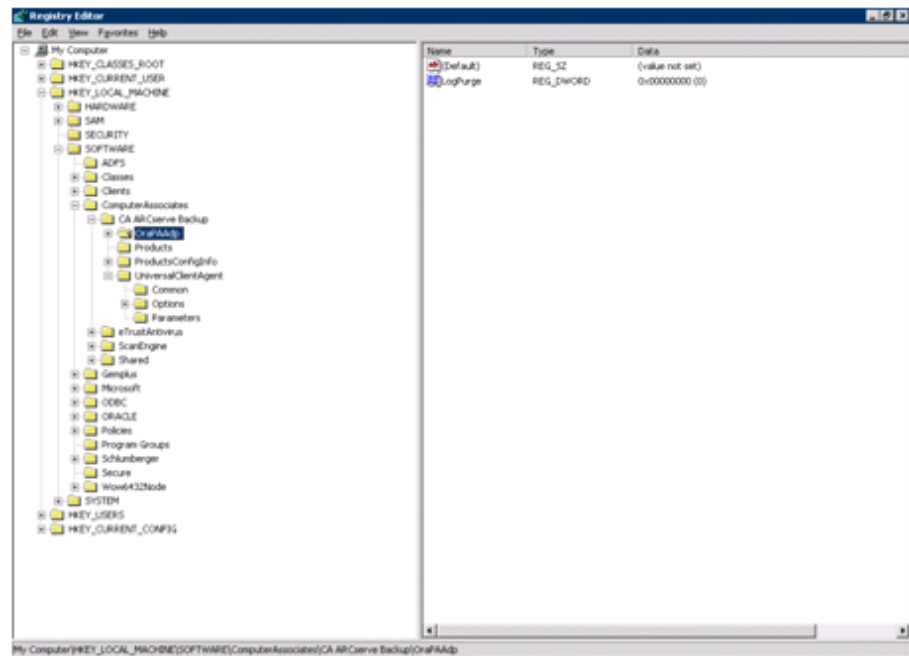 Registry Editor
File Edit View Favorites Help
My Computer
HKEY_CLASSES_ROOT
HKEY_CURRENT_USER
HKEY_LOCAL_MACHINE
HARDWARE
SAM
SECURITY
SOFTWARE
ADFS
Classes
Clients
ComputerAssociates
CA ARCserve Backup
OraPAAdp
Products
ProductsConfigInfo
UniversalClientAgent
Common
Options
Parameters
eTrustAntivirus
ScanEngine
Shared
Gemplus
Microsoft
ODBC
ORACLE
Policies
Program Groups
Schlumberger
Secure
Wow6432Node
SYSTEM
HKEY_USERS
HKEY_CURRENT_CONFIG
Name Type Data
(Default) REG_SZ (value not set)
LogPurge REG_DWORD 0x00000000 (0)
My Computer\HKEY_LOCAL_MACHINE\SOFTWARE\ComputerAssociates\CA ARCserve Backup\OraPAAdp